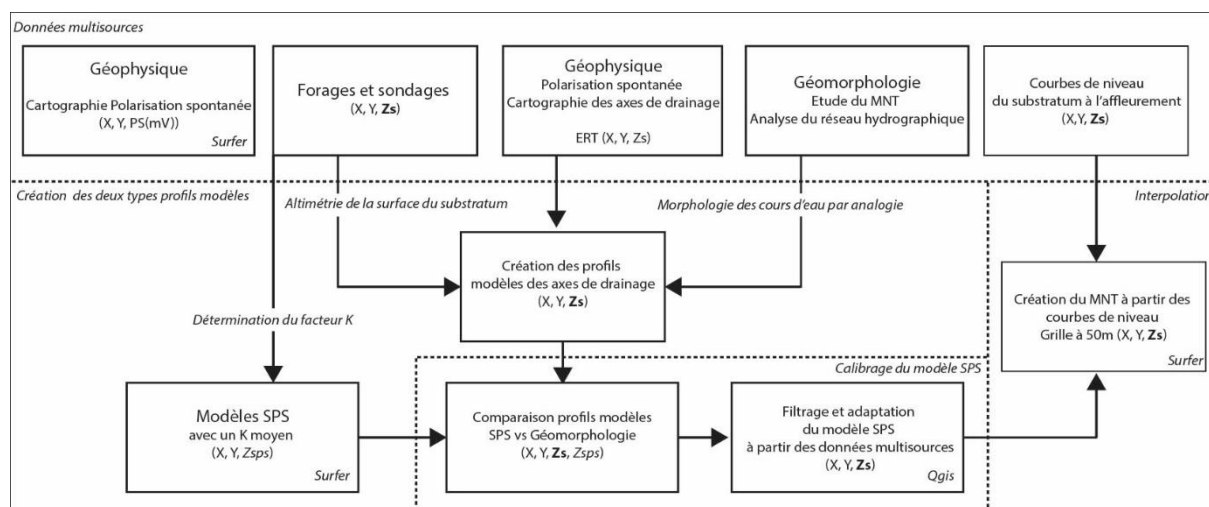 Données multisources
Géophysique
Cartographie Polarisation spontanée
(X, Y, PS(mV))
Surfer
Forages et sondages
(X, Y, Zs)
Géophysique
Polarisation spontanée
Cartographie des axes de drainage
ERT (X, Y, Zs)
Géomorphologie
Etude du MNT
Analyse du réseau hydrographique
Courbes de niveau
du substratum à l'affleurement
(X,Y, Zs)
Création des deux types profils modèles
Altimétrie de la surface du substratum
Morphologie des cours d'eau par analogie
Interpolation
Création des profils
modèles des axes de drainage
(X, Y, Zs)
Détermination du facteur K
Création du MNT à partir des
courbes de niveau
Grille à 50m (X, Y, Zs)
Surfer
Calibrage du modèle SPS
Modèles SPS
avec un K moyen
(X, Y, Zsps)
Surfer
Comparaison profils modèles
SPS vs Géomorphologie
(X, Y, Zs, Zsps)
Filtrage et adaptation
du modèle SPS
à partir des données multisources
(X, Y, Zs)
Qgis